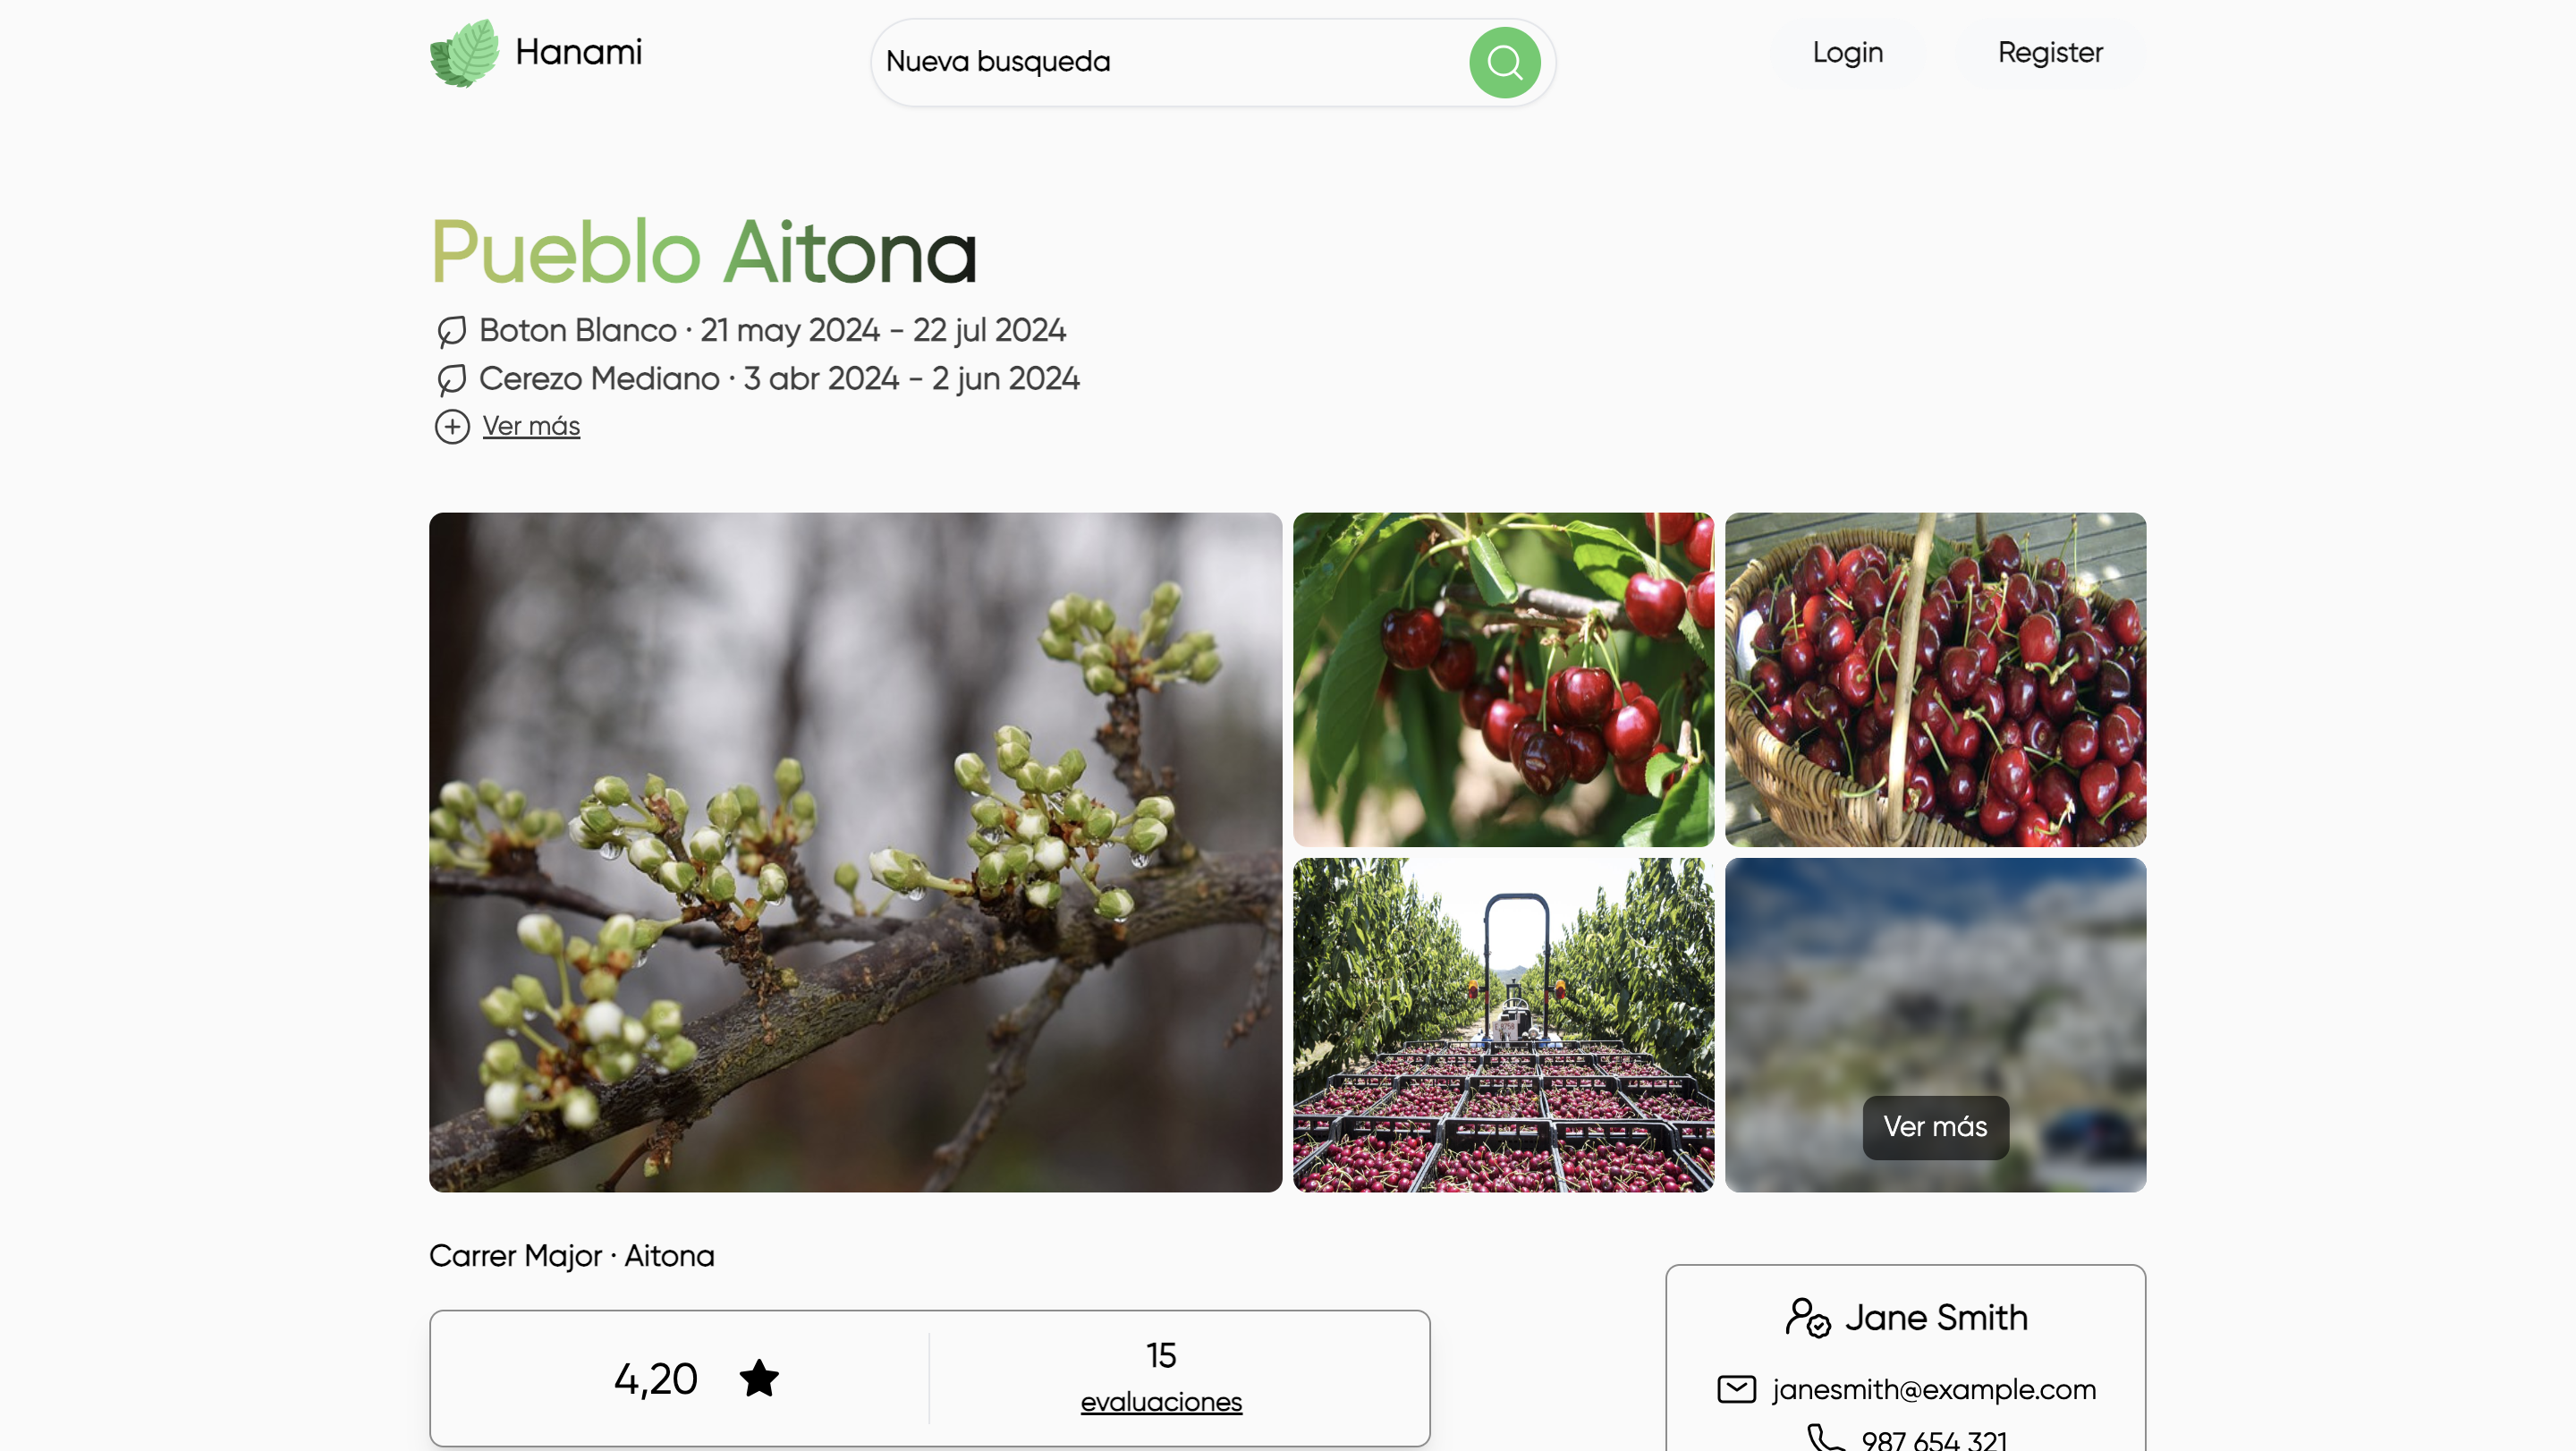 Hanami
Nueva busqueda
Login
Register
Pueblo Aitona
Boton Blanco · 21 may 2024 - 22 jul 2024
Cerezo Mediano · 3 abr 2024 - 2 jun 2024
Ver más
Ver más
Carrer Major · Aitona
4,20
15
evaluaciones
Jane Smith
janesmith@example.com
987 654 321